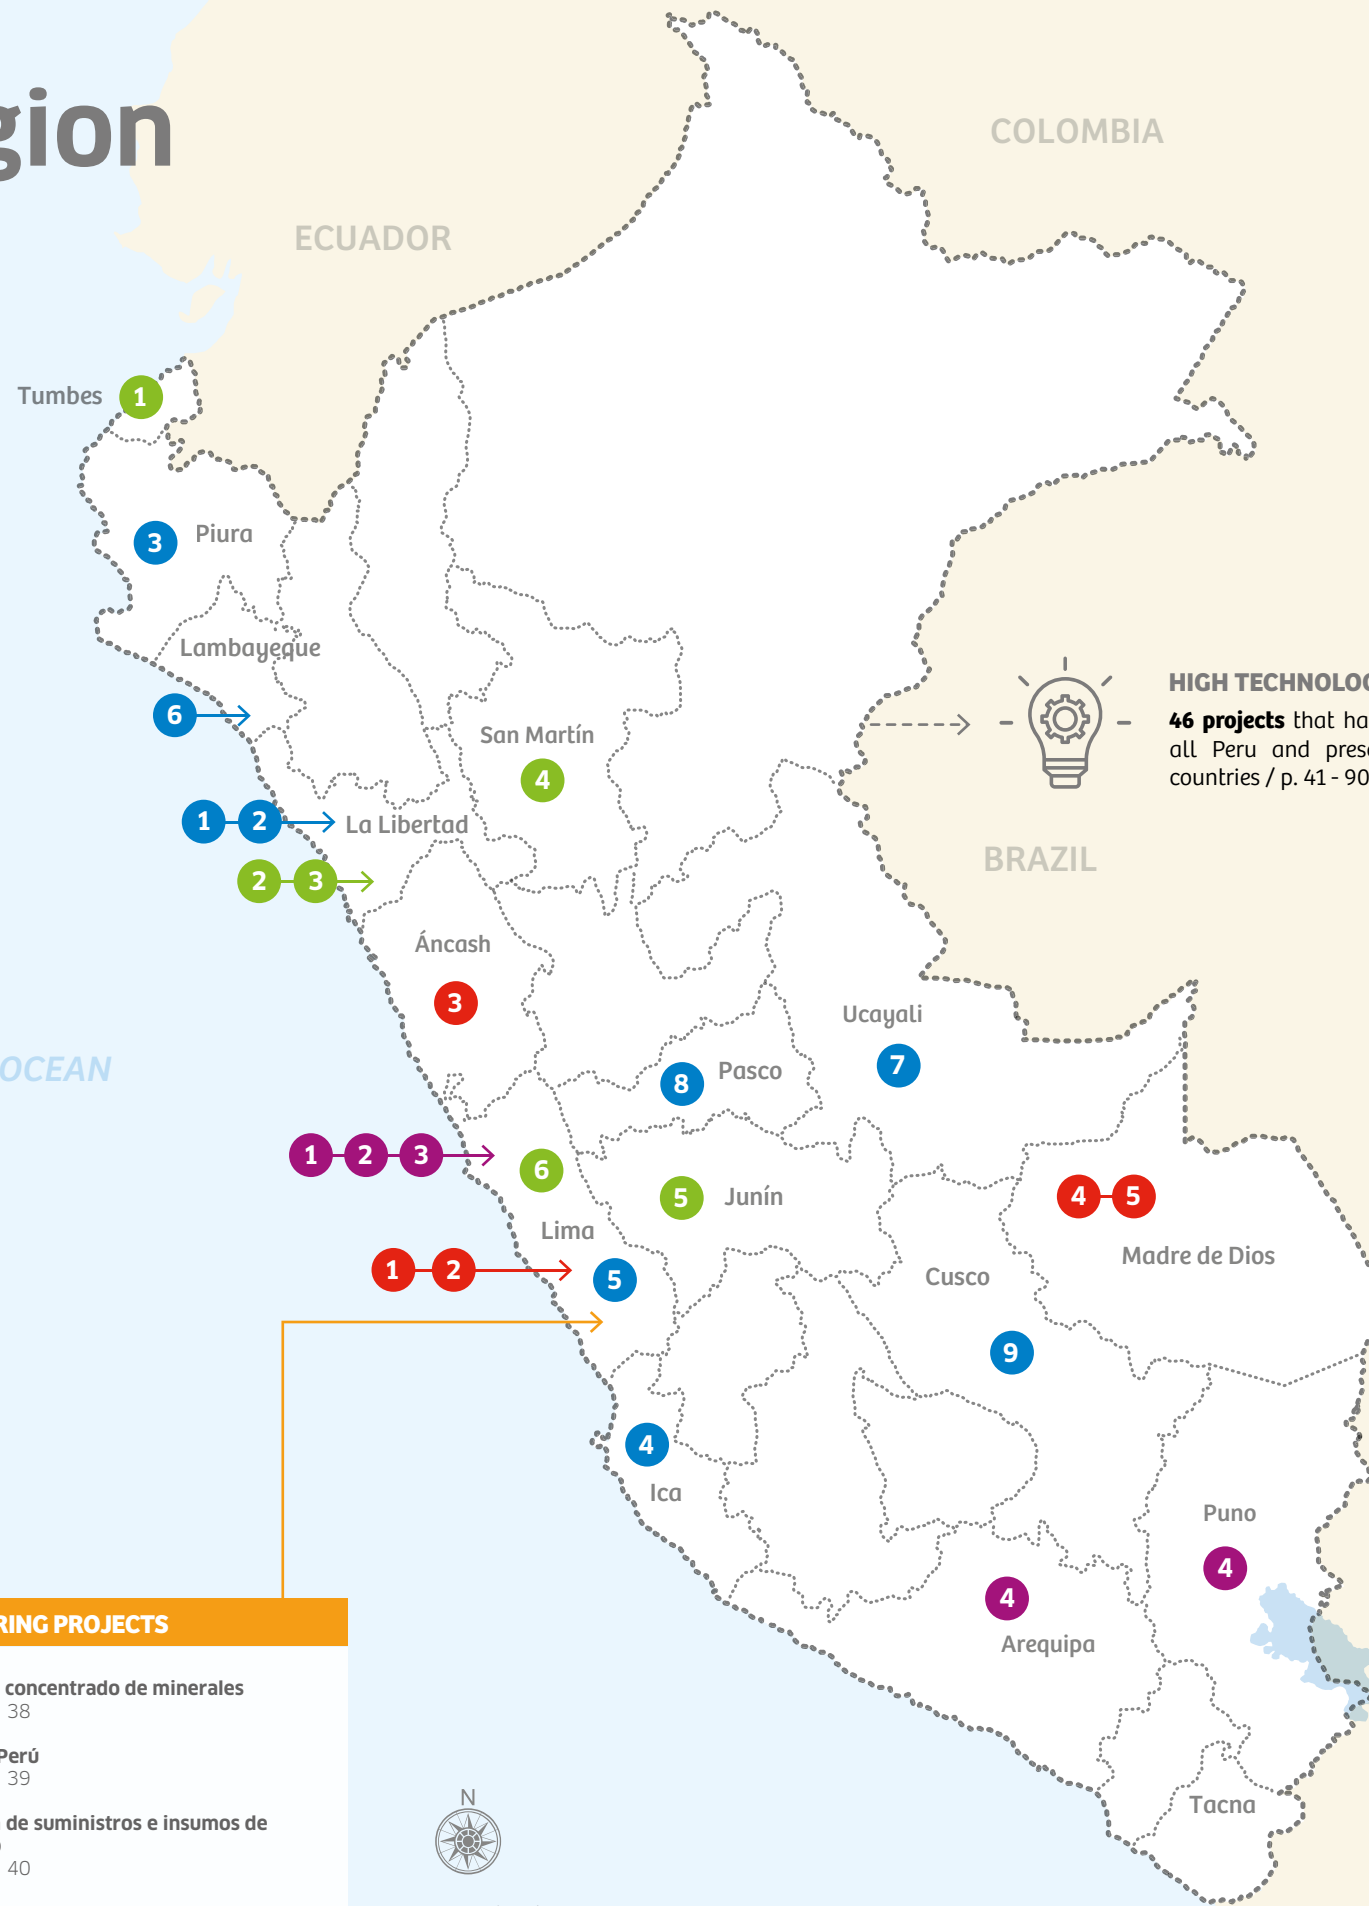 gion
COLOMBIA
ECUADOR
Tumbes 1
3 Piura
Lambayeque
6
San Martín
4
HIGH TECHNOLOG
46 projects that ha
all Peru and pres
countries / p. 41 - 90
1 2 La Libertad
2 3
BRAZIL
Áncash
3
Ucayali
7
OCEAN
8 Pasco
1 2 3
6
5 Junín
4 5
Lima
Madre de Dios
1 2
5
Cusco
9
4
Ica
Puno
4
4
Arequipa
RING PROJECTS
concentrado de minerales
38
Perú
39
de suministros e insumos de
40
N
Tacna